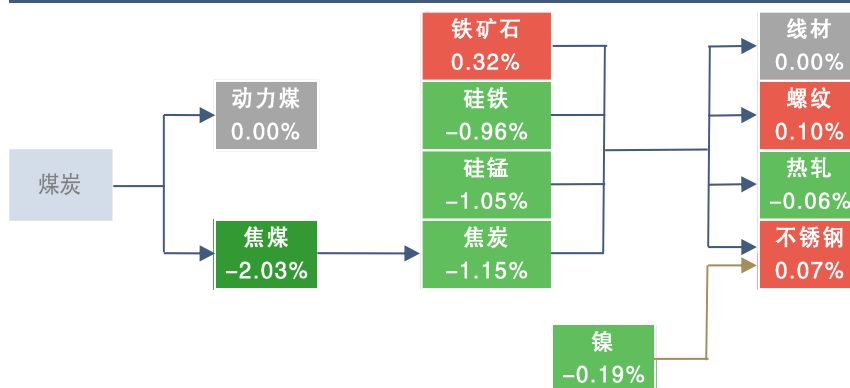 煤炭
动力煤
0.00%
焦煤
-2.03%
铁矿石
0.32%
硅铁
-0.96%
硅锰
-1.05%
焦炭
-1.15%
镍
-0.19%
线材
0.00%
螺纹
0.10%
热轧
-0.06%
不锈钢
0.07%